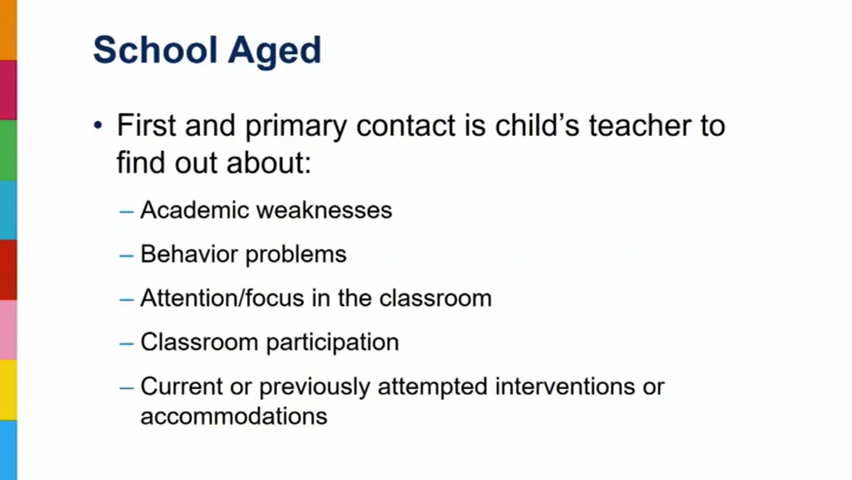 School Aged
• First and primary contact is child's teacher to
find out about:
– Academic weaknesses
– Behavior problems
– Attention/focus in the classroom
– Classroom participation
– Current or previously attempted interventions or
accommodations